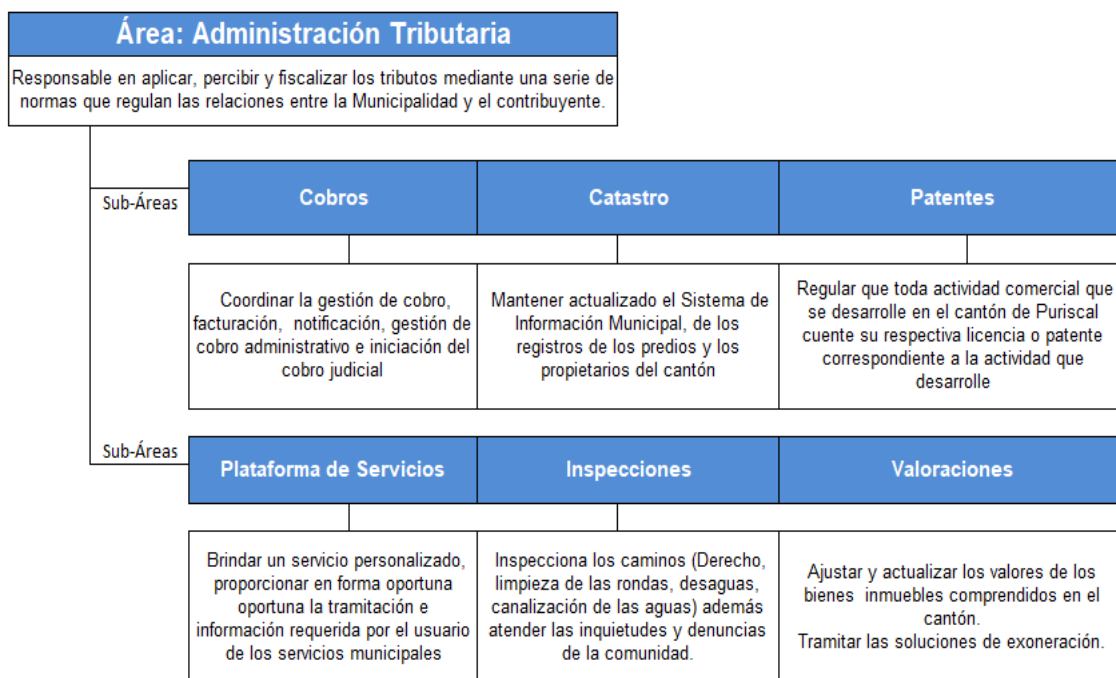 Área: Administración Tributaria
Responsable en aplicar, percibir y fiscalizar los tributos mediante una serie de
normas que regulan las relaciones entre la Municipalidad y el contribuyente.
Sub-Áreas
Cobros
Catastro
Patentes
Coordinar la gestión de cobro,
facturación, notificación, gestión de
cobro administrativo e iniciación del
cobro judicial
Mantener actualizado el Sistema de
Información Municipal, de los
registros de los predios y los
propietarios del cantón
Regular que toda actividad comercial que
se desarrolle en el cantón de Puriscal
cuente su respectiva licencia o patente
correspondiente a la actividad que
desarrolle
Sub-Áreas
Plataforma de Servicios
Inspecciones
Valoraciones
Brindar un servicio personalizado,
proporcionar en forma oportuna
oportuna la tramitación e
información requerida por el usuario
de los servicios municipales
Inspecciona los caminos (Derecho,
limpieza de las rondas, desaguas,
canalización de las aguas) además
atender las inquietudes y denuncias
de la comunidad.
Ajustar y actualizar los valores de los
bienes inmuebles comprendidos en el
cantón.
Tramitar las soluciones de exoneración.